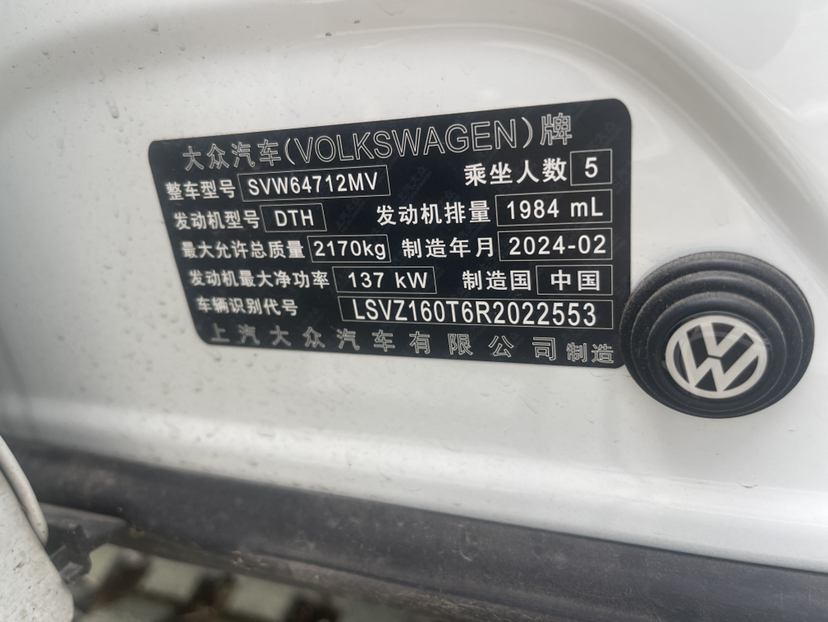 大众汽车(VOLKSWAGEN)牌
整车型号 SVW64712MV 乘坐人数 5
发动机型号 DTH 发动机排量 1984 mL
最大允许总质量 2170kg 制造年月 2024-02
发动机最大净功率 137 kW 制造国 中国
车辆识别代号 LSVZ160T6R2022553
上汽大众汽车有限公司 制造